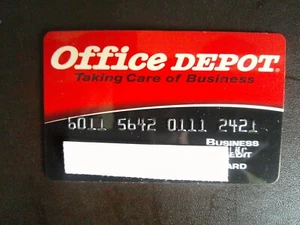 Office DEPOT
Taking Care of Business
6011 5642 0111 2421
BUSINESS